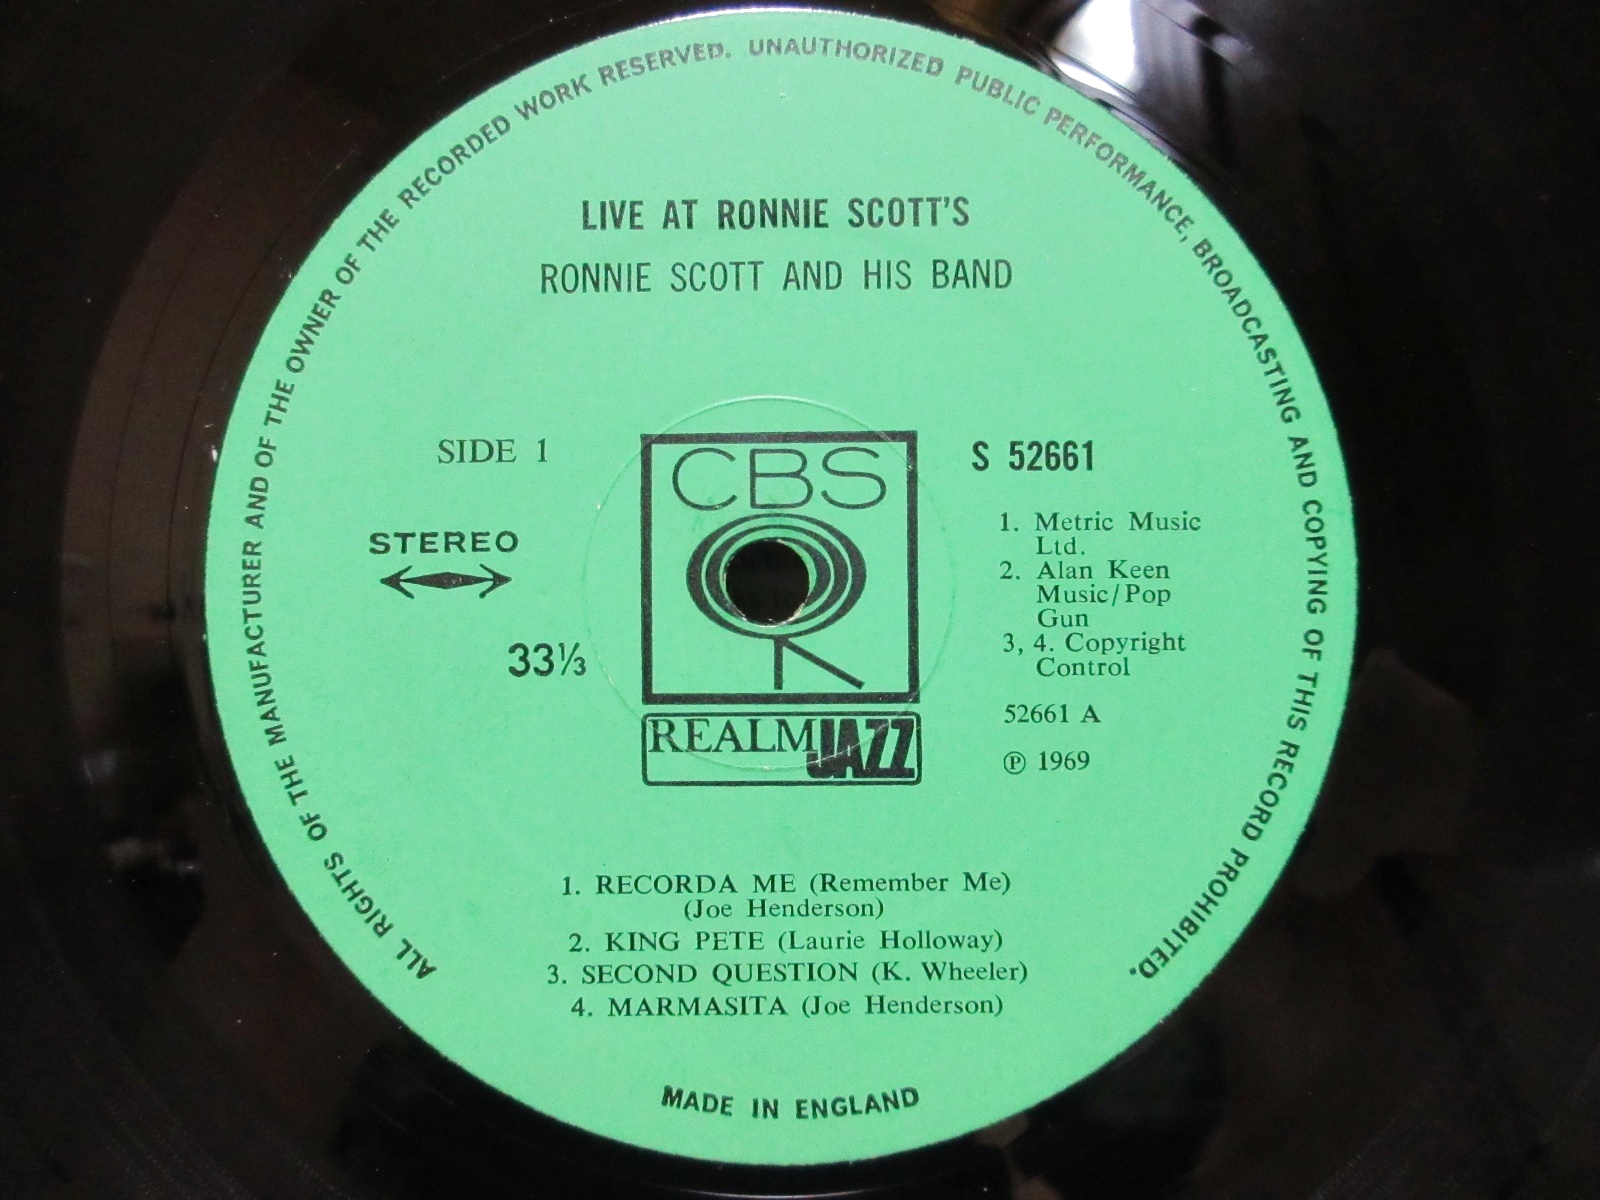 ALL RIGHTS OF THE MANUFACTURER AND OF THE OWNER OF THE RECORDED WORK RESERVED. UNAUTHORIZED PUBLIC PERFORMANCE, BROADCASTING AND COPYING OF THIS RECORD PROHIBITED.
LIVE AT RONNIE SCOTT'S
RONNIE SCOTT AND HIS BAND
SIDE 1
STEREO
33⅓
CBS
R
REALM JAZZ
S 52661
1. Metric Music
Ltd.
2. Alan Keen
Music/Pop
Gun
3, 4. Copyright
Control
52661 A
℗ 1969
1. RECORDA ME (Remember Me)
(Joe Henderson)
2. KING PETE (Laurie Holloway)
3. SECOND QUESTION (K. Wheeler)
4. MARMASITA (Joe Henderson)
MADE IN ENGLAND